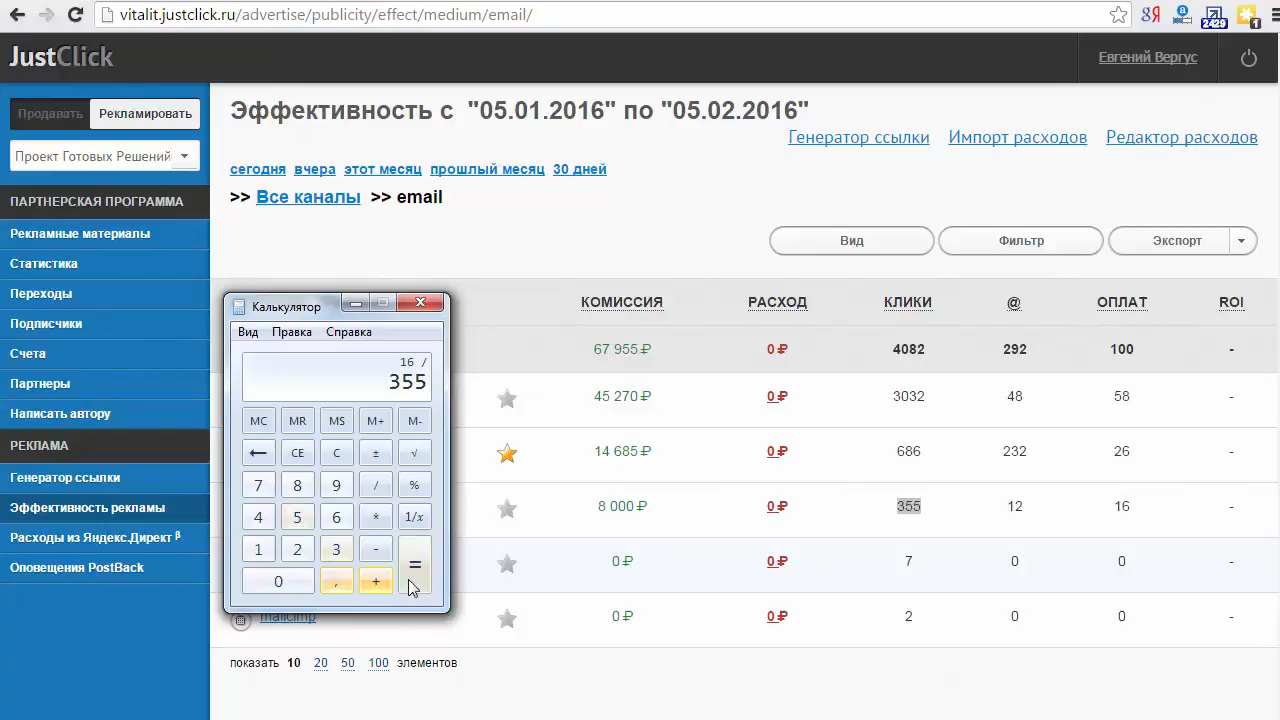 vitalit.justclick.ru/advertise/publicity/effect/medium/email/
Я
a
2429
1
JustClick
Евгений Вергус
Продавать
Рекламировать
Проект Готовых Решений
ПАРТНЕРСКАЯ ПРОГРАММА
Рекламные материалы
Статистика
Переходы
Подписчики
Счета
Партнеры
Написать автору
РЕКЛАМА
Генератор ссылки
Эффективность рекламы
Расходы из Яндекс.Директ β
Оповещения PostBack
Эффективность с "05.01.2016" по "05.02.2016"
Генератор ссылки Импорт расходов Редактор расходов
сегодня вчера этот месяц прошлый месяц 30 дней
>> Все каналы >> email
Вид Фильтр Экспорт
КОМИССИЯ РАСХОД КЛИКИ @ ОПЛАТ ROI
67 955 ₽ 0 ₽ 4082 292 100 -
45 270 ₽ 0 ₽ 3032 48 58 -
14 685 ₽ 0 ₽ 686 232 26 -
8 000 ₽ 0 ₽ 355 12 16 -
0 ₽ 0 ₽ 7 0 0 -
mailcimp 0 ₽ 0 ₽ 2 0 0 -
показать 10 20 50 100 элементов
Калькулятор
Вид Правка Справка
16 /
355
MC MR MS M+ M-
← CE C ± √
7 8 9 / %
4 5 6 * 1/x
1 2 3 - =
0 , +